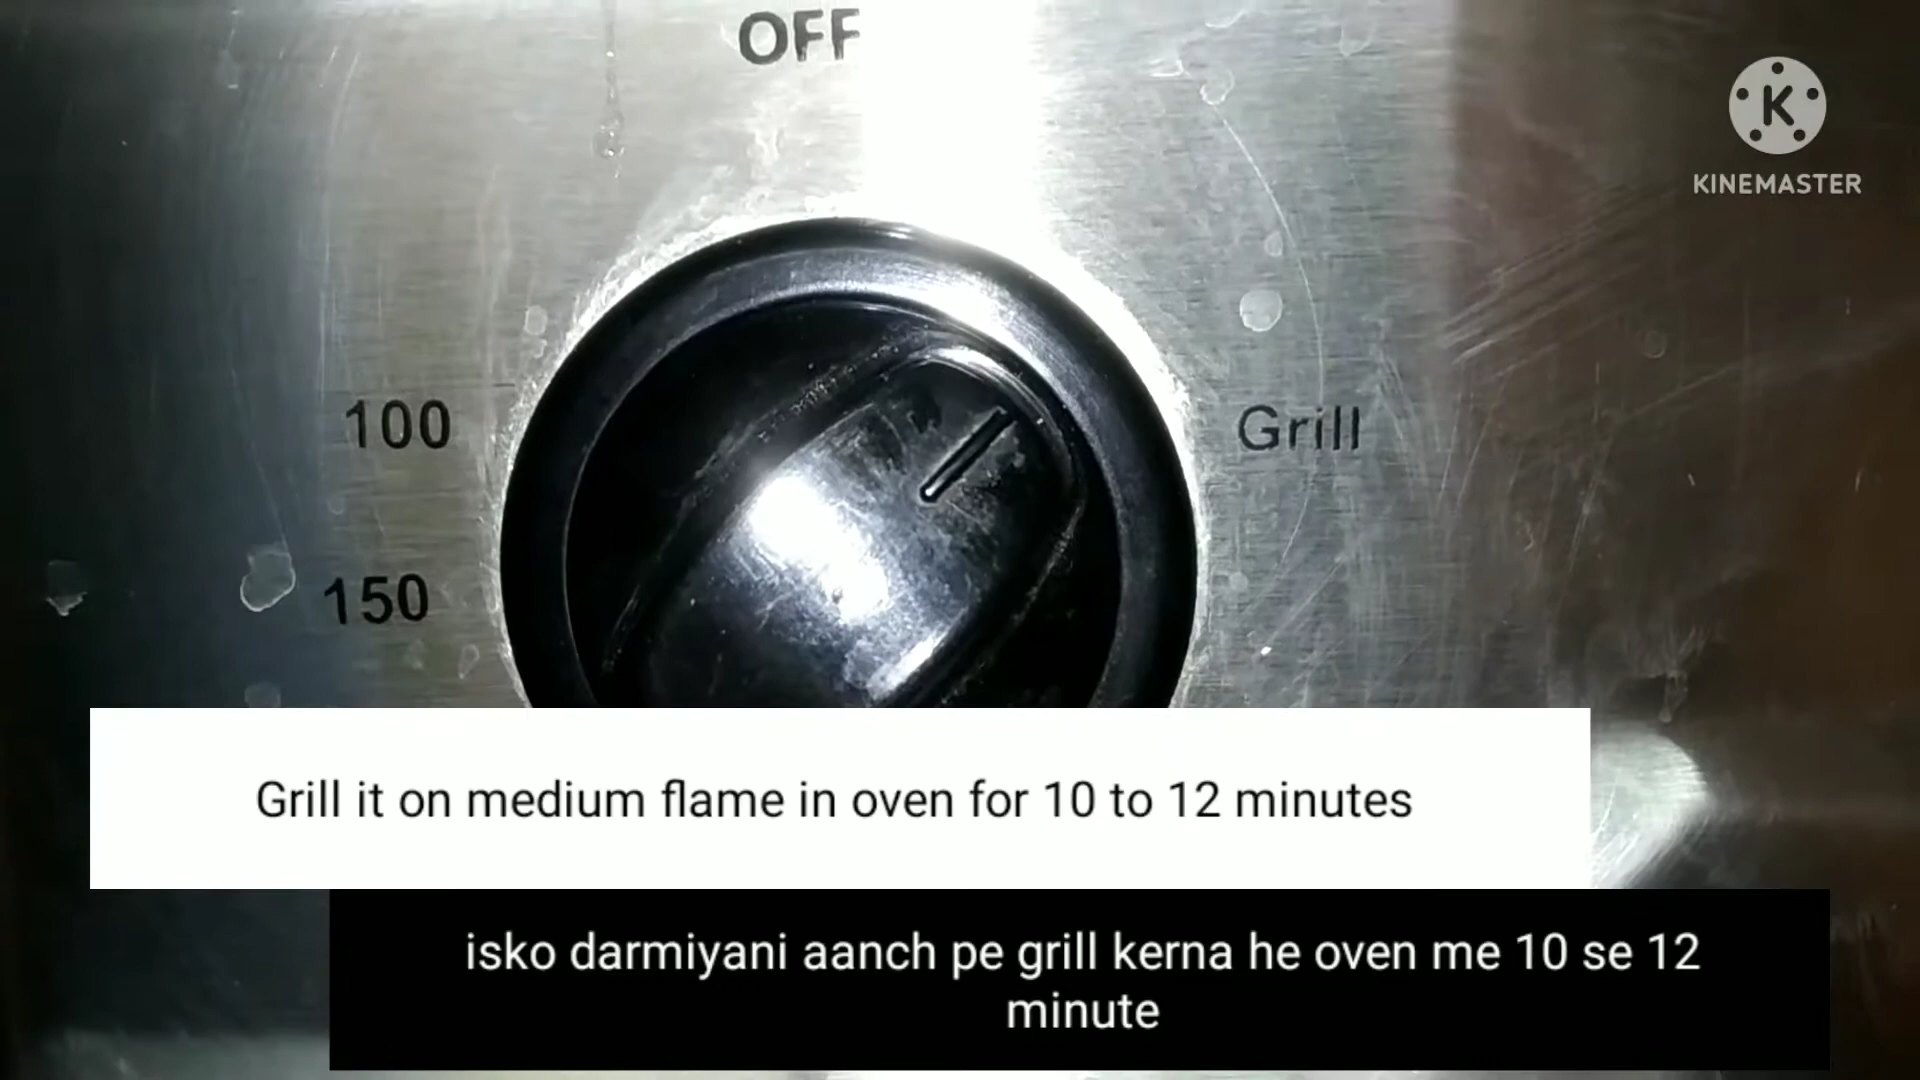 OFF
K
KINEMASTER
100
Grill
150
Grill it on medium flame in oven for 10 to 12 minutes
isko darmiyani aanch pe grill kerna he oven me 10 se 12
minute